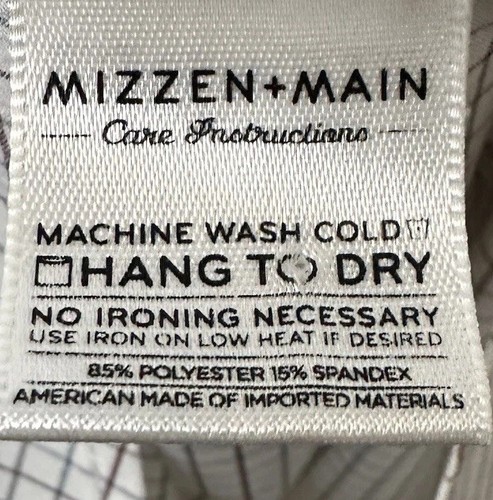 MIZZEN+MAIN
Care Instructions
MACHINE WASH COLD
HANG TO DRY
NO IRONING NECESSARY
USE IRON ON LOW HEAT IF DESIRED
85% POLYESTER 15% SPANDEX
AMERICAN MADE OF IMPORTED MATERIALS